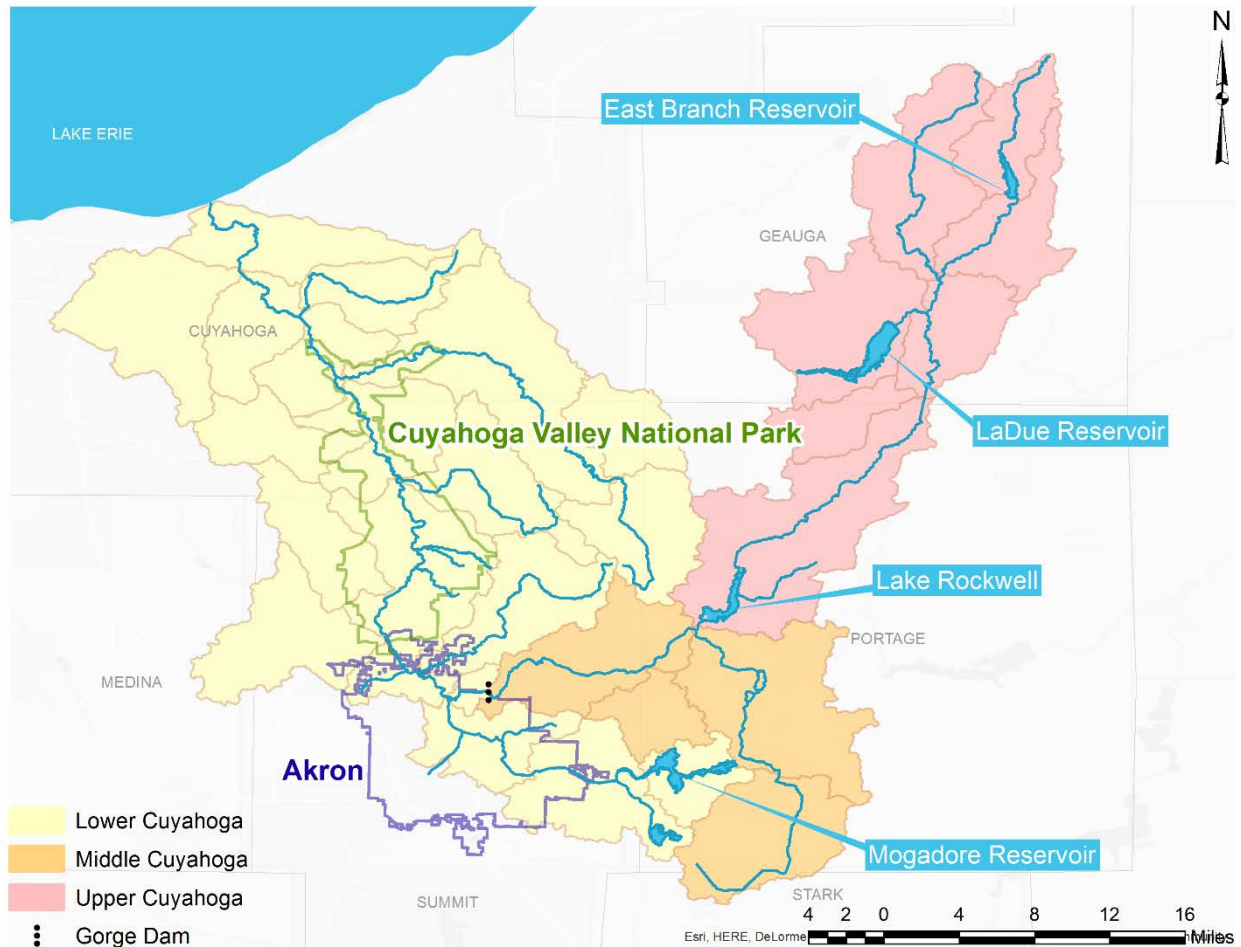 N
East Branch Reservoir
LAKE ERIE
GEAUGA
CUYAHOGA
Cuyahoga Valley National Park
LaDue Reservoir
Lake Rockwell
PORTAGE
MEDINA
Akron
Lower Cuyahoga
Middle Cuyahoga
Mogadore Reservoir
Upper Cuyahoga
STARK
SUMMIT
Gorge Dam
4 2 0 4 8 12 16
Esri, HERE, DeLorme
Miles